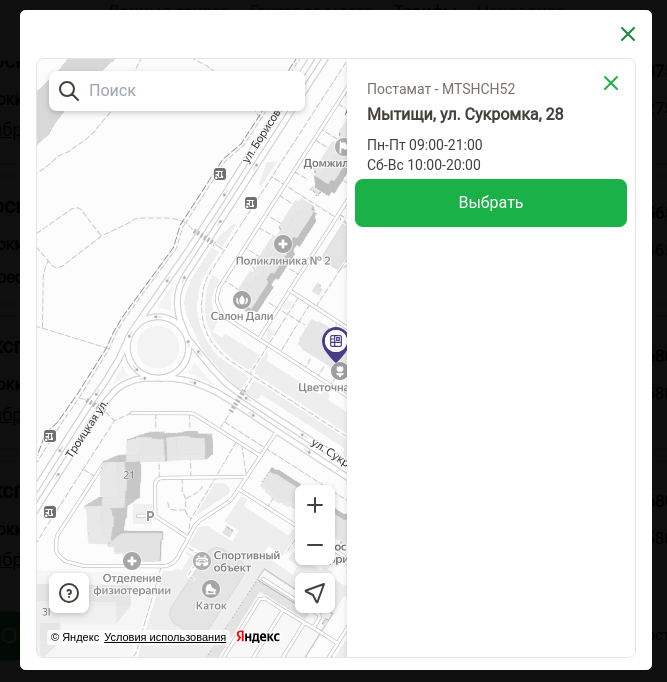 Поиск
Постамат - MTSHCH52
Мытищи, ул. Сукромка, 28
Пн-Пт 09:00-21:00
Сб-Вс 10:00-20:00
Выбрать
ул. Борисов
Домжил
Поликлиника № 2
Салон Дали
Цветочна
Троицкая ул.
ул. Сукр
21
P
Спортивный
объект
Отделение
физиотерапии
Каток
© Яндекс Условия использования Яндекс